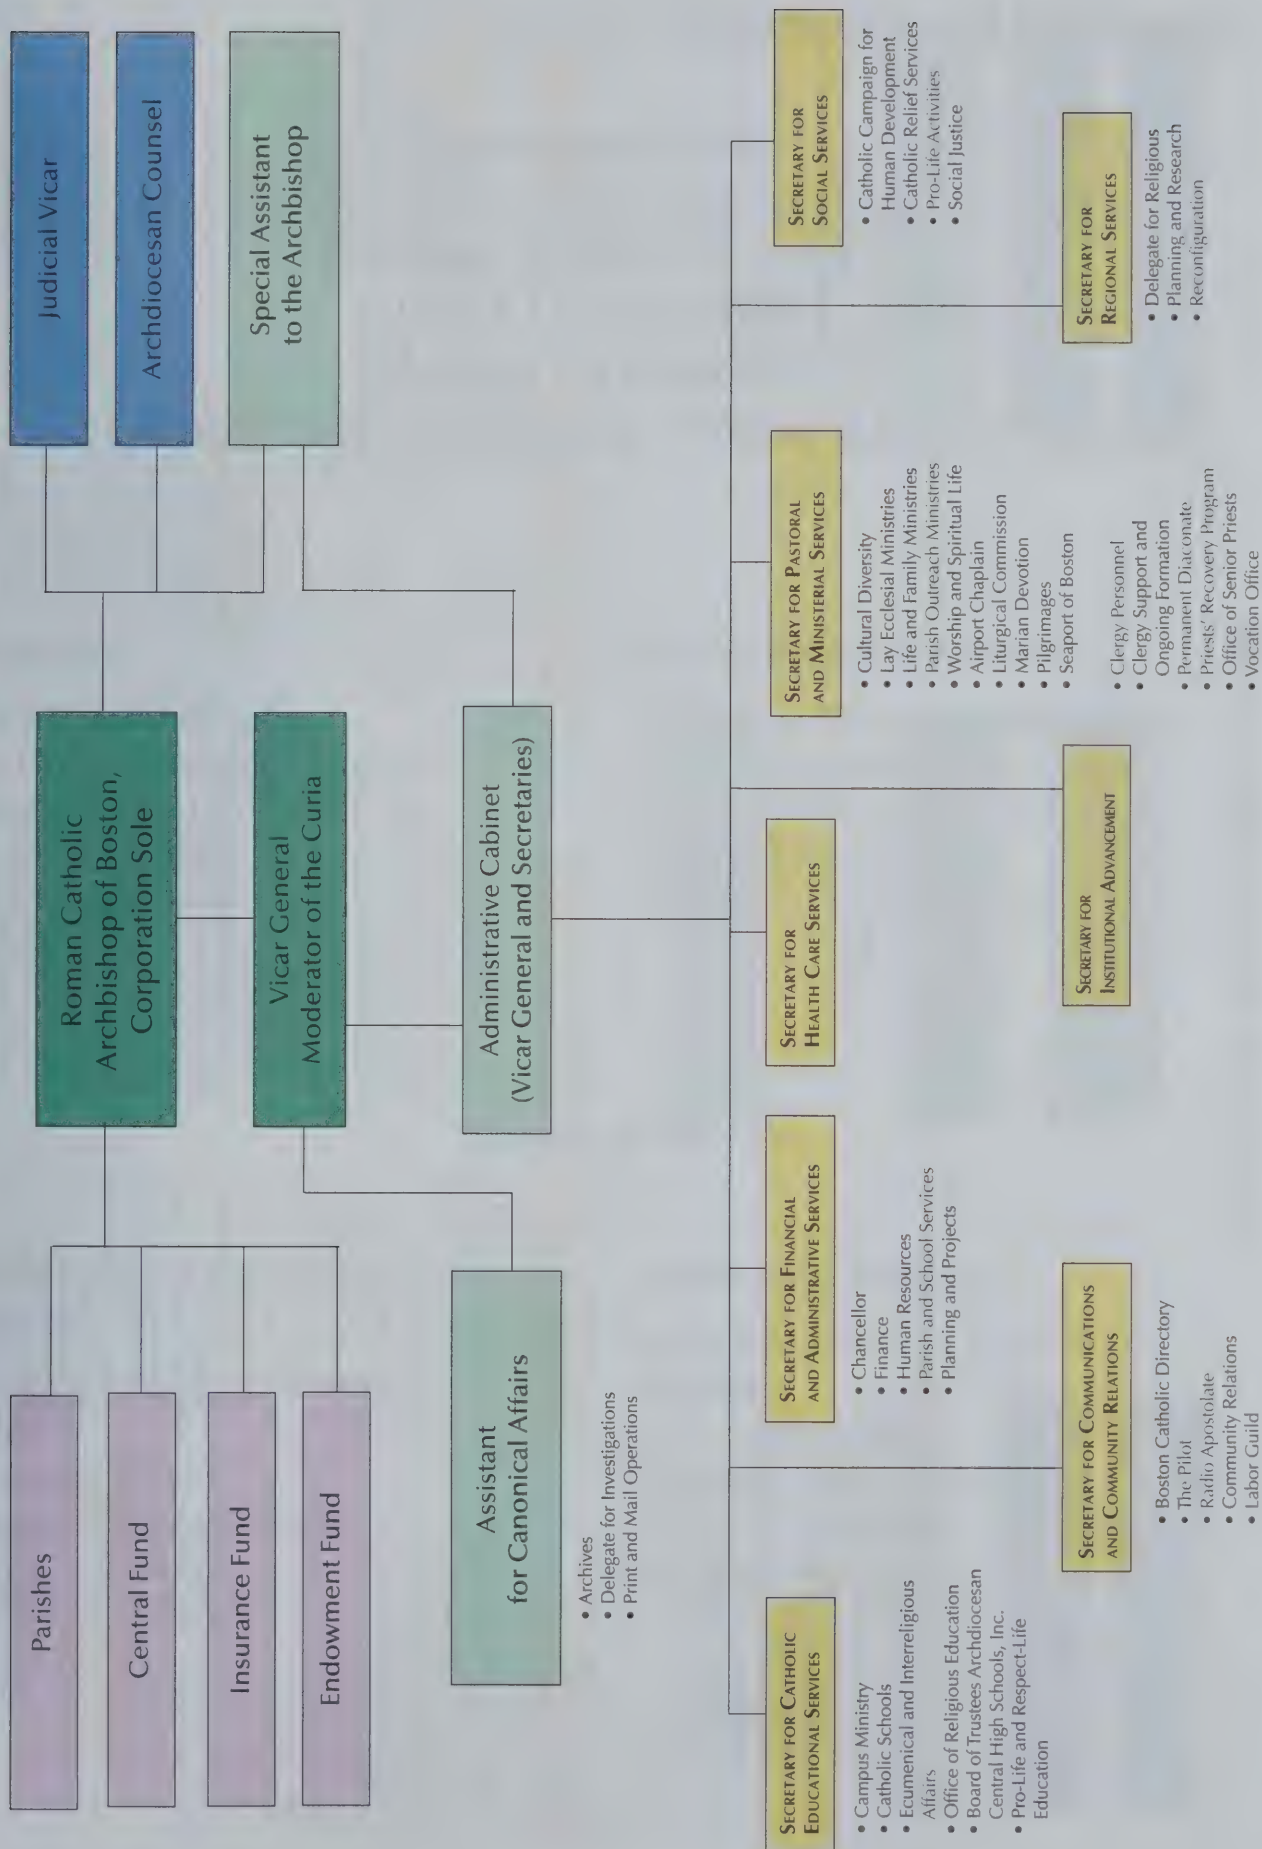 Parishes
Central Fund
Insurance Fund
Endowment Fund
Roman Catholic
Archbishop of Boston,
Corporation Sole
Vicar General
Moderator of the Curia
Judicial Vicar
Archdiocesan Counsel
Special Assistant
to the Archbishop
Assistant
for Canonical Affairs
• Archives
• Delegate for Investigations
• Print and Mail Operations
Administrative Cabinet
(Vicar General and Secretaries)
SECRETARY FOR CATHOLIC
EDUCATIONAL SERVICES
• Campus Ministry
• Catholic Schools
• Ecumenical and Interreligious
Affairs
• Office of Religious Education
• Board of Trustees Archdiocesan
Central High Schools, Inc.
• Pro-Life and Respect-Life
Education
SECRETARY FOR COMMUNICATIONS
AND COMMUNITY RELATIONS
• Boston Catholic Directory
• The Pilot
• Radio Apostolate
• Community Relations
• Labor Guild
SECRETARY FOR FINANCIAL
AND ADMINISTRATIVE SERVICES
• Chancellor
• Finance
• Human Resources
• Parish and School Services
• Planning and Projects
SECRETARY FOR
HEALTH CARE SERVICES
SECRETARY FOR
INSTITUTIONAL ADVANCEMENT
SECRETARY FOR PASTORAL
AND MINISTERIAL SERVICES
• Cultural Diversity
• Lay Ecclesial Ministries
• Life and Family Ministries
• Parish Outreach Ministries
• Worship and Spiritual Life
• Airport Chaplain
• Liturgical Commission
• Marian Devotion
• Pilgrimages
• Seaport of Boston
• Clergy Personnel
• Clergy Support and
Ongoing Formation
• Permanent Diaconate
• Priests' Recovery Program
• Office of Senior Priests
• Vocation Office
SECRETARY FOR
REGIONAL SERVICES
• Delegate for Religious
• Planning and Research
• Reconfiguration
SECRETARY FOR
SOCIAL SERVICES
• Catholic Campaign for
Human Development
• Catholic Relief Services
• Pro-Life Activities
• Social Justice